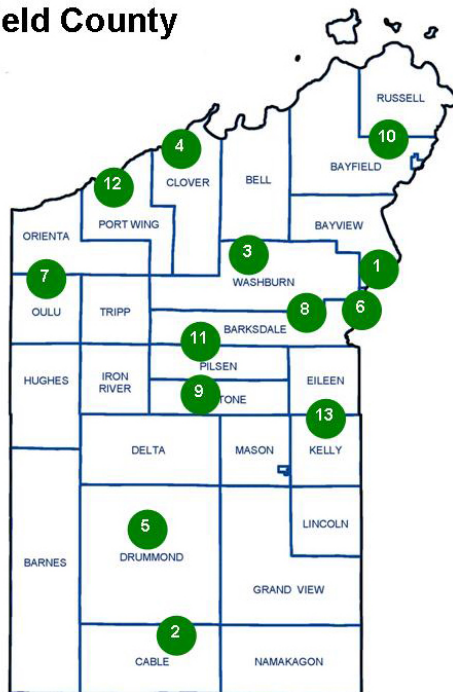 eld County
RUSSELL
10
4
BAYFIELD
CLOVER
BELL
12
PORT WING
BAYVIEW
ORIENTA
3
1
7
WASHBURN
OULU
TRIPP
8
6
BARKSDALE
11
PILSEN
HUGHES
IRON
RIVER
EILEEN
9
TONE
13
DELTA
MASON
KELLY
5
LINCOLN
DRUMMOND
BARNES
GRAND VIEW
2
CABLE
NAMAKAGON